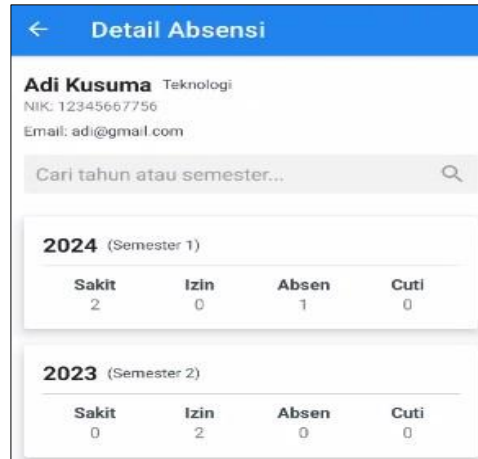 Detail Absensi
Adi Kusuma Teknologi
NIK: 12345667756
Email: adi@gmail.com
Cari tahun atau semester...
2024 (Semester 1)
Sakit Izin Absen Cuti
2 0 1 0
2023 (Semester 2)
Sakit Izin Absen Cuti
0 2 0 0